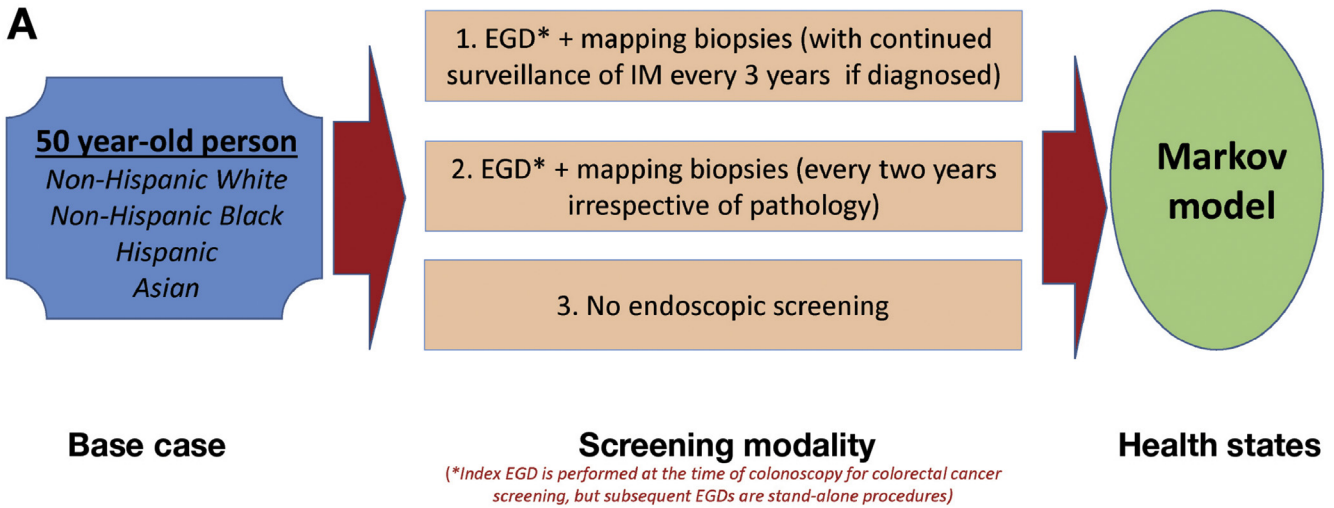 A
50 year-old person
Non-Hispanic White
Non-Hispanic Black
Hispanic
Asian
1. EGD* + mapping biopsies (with continued
surveillance of IM every 3 years if diagnosed)
2. EGD* + mapping biopsies (every two years
irrespective of pathology)
3. No endoscopic screening
Markov
model
Base case
Screening modality
(*Index EGD is performed at the time of colonoscopy for colorectal cancer
screening, but subsequent EGDs are stand-alone procedures)
Health states